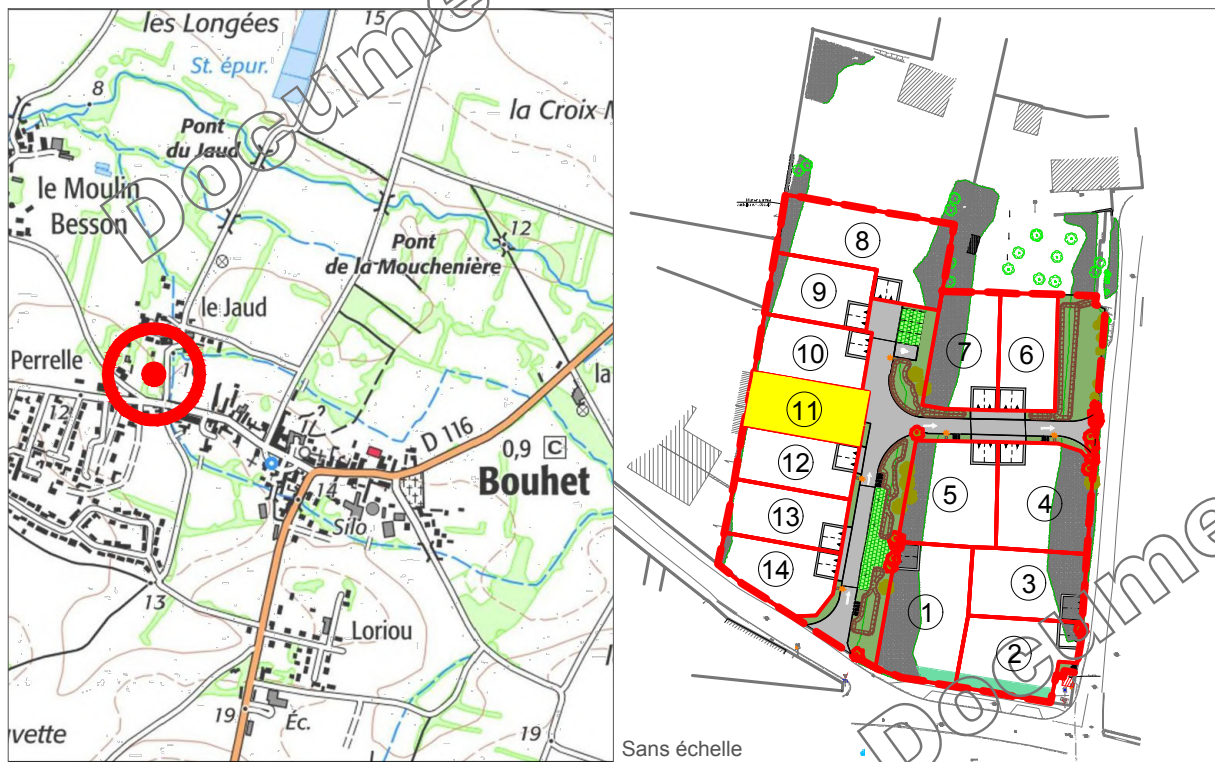 les Longées
15
St. épur.
8
la Croix
Pont
du Jaud
le Moulin
Besson
Pont
de la Mouchenière
12
le Jaud
Perrelle
12
D 116
0,9 C
Bouhet
14
Silo
13
Loriou
19
Éc.
19
vette
la
Docume
8
9
10
7
6
11
12
5
4
13
14
3
1
2
Sans échelle
Docume